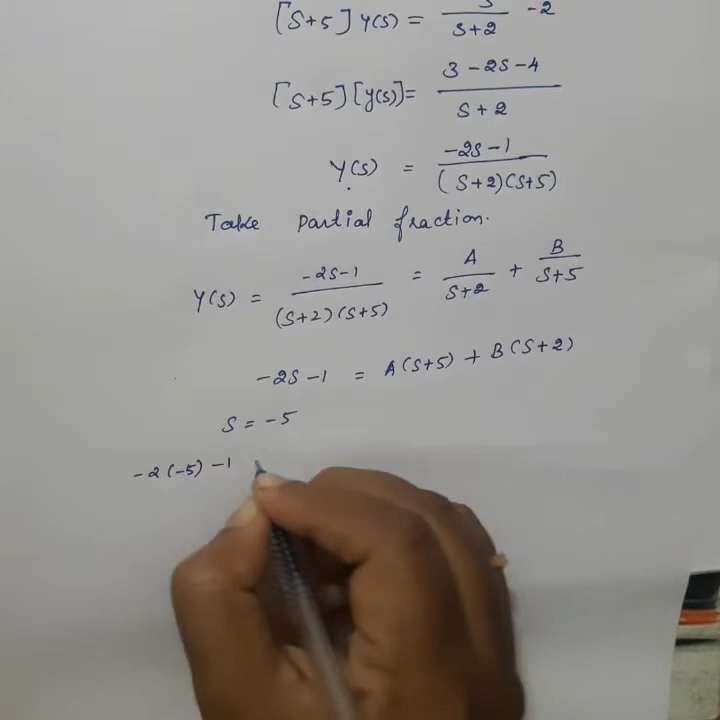 [S+5] Y(S) = 3/S+2 -2
[S+5][Y(S)] = 3-2S-4/S+2
Y(S) = -2S-1/(S+2)(S+5)
Take Partial fraction.
Y(S) = -2S-1/(S+2)(S+5) = A/S+2 + B/S+5
-2S-1 = A(S+5) + B(S+2)
S = -5
-2(-5)-1